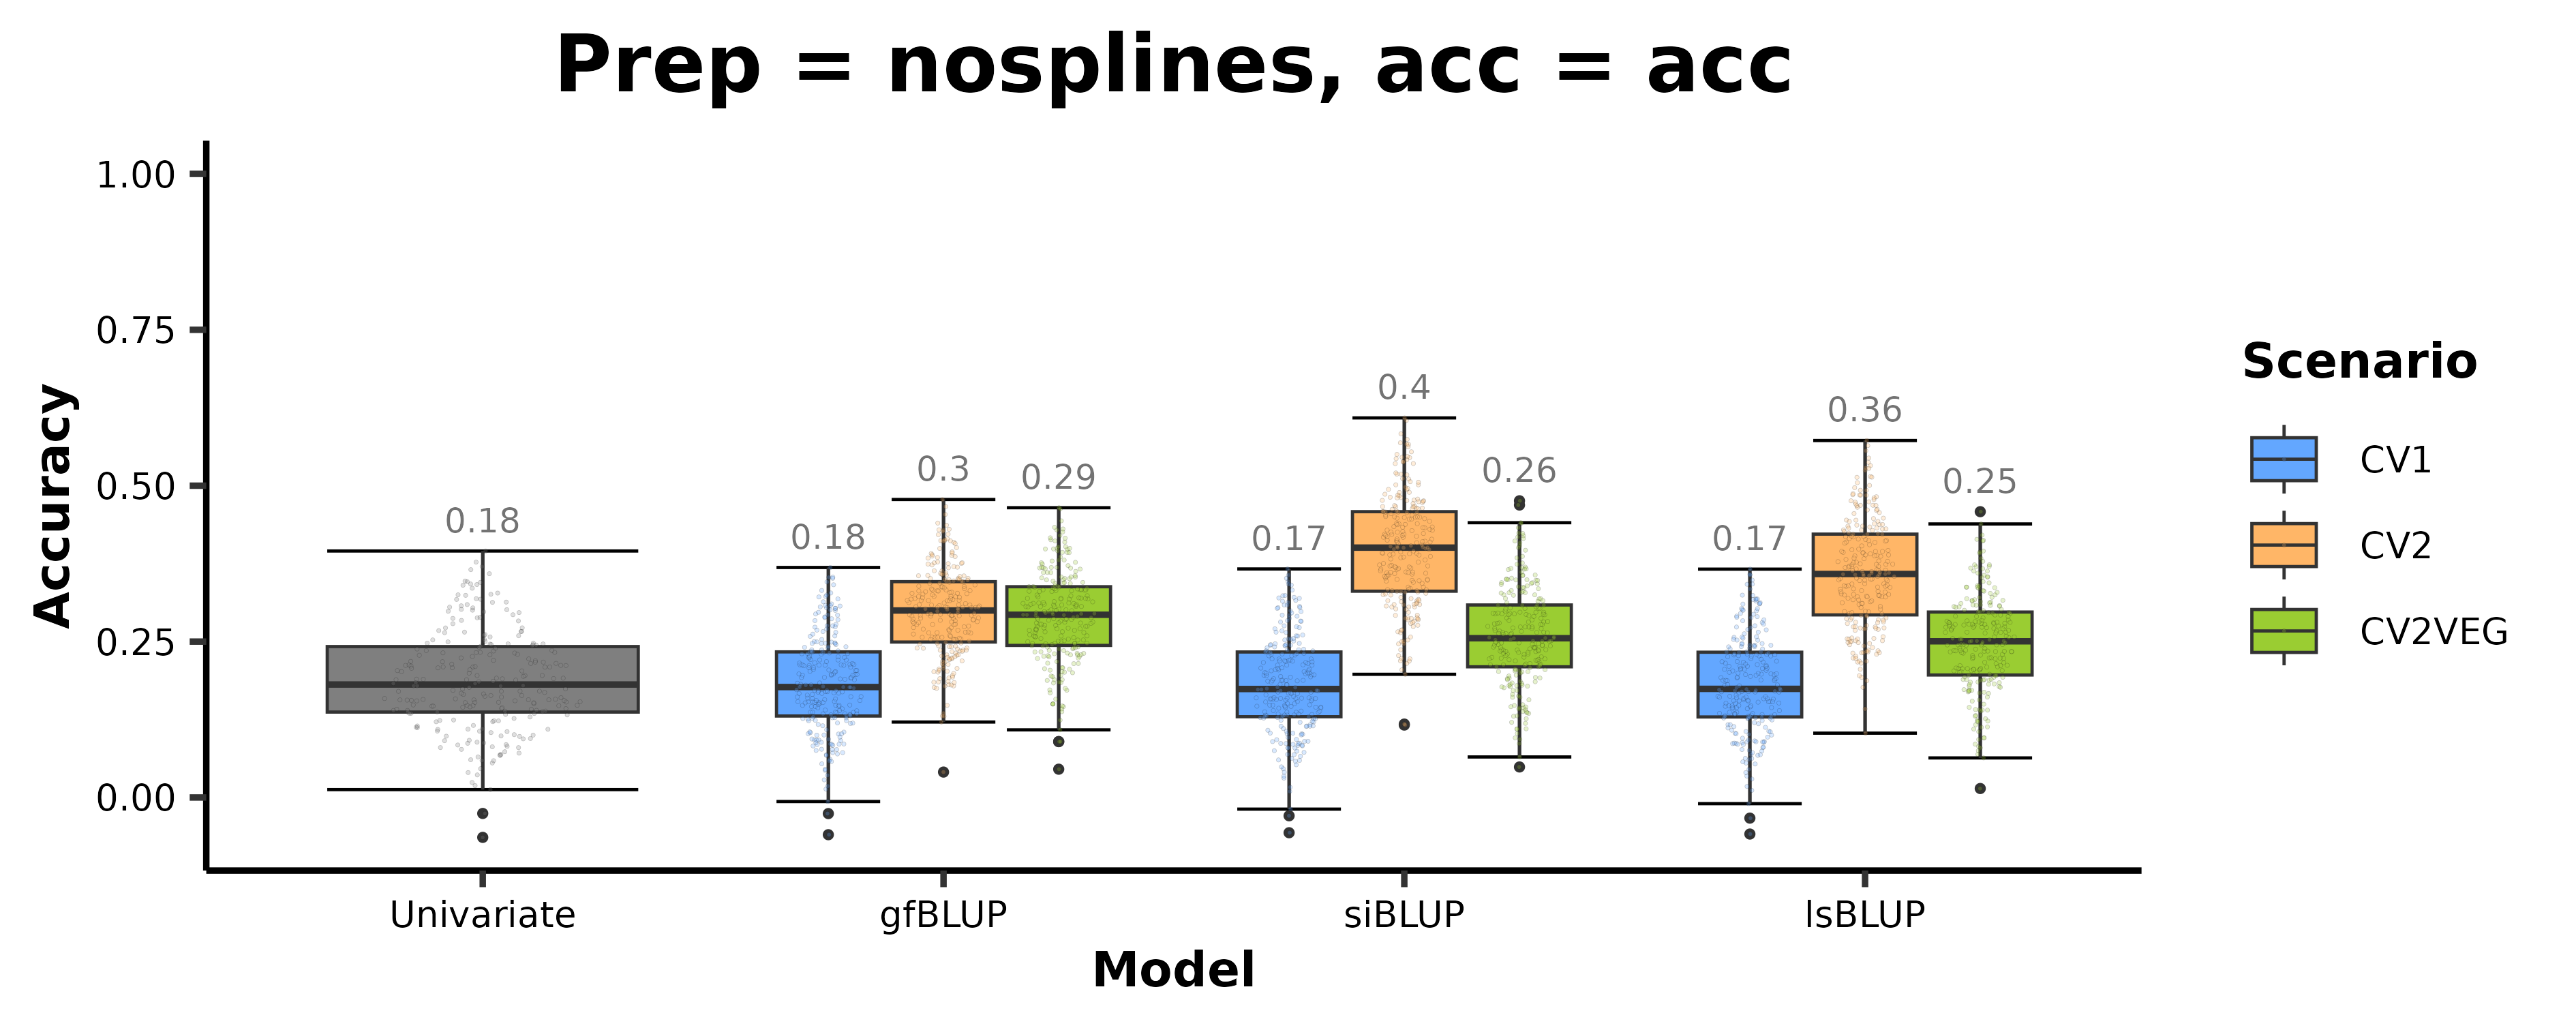 Prep = nosplines, acc = acc
Accuracy
1.00
0.75
0.50
0.25
0.00
0.18
0.18
0.3
0.29
0.17
0.4
0.26
0.17
0.36
0.25
Univariate
gfBLUP
siBLUP
lsBLUP
Model
Scenario
CV1
CV2
CV2VEG